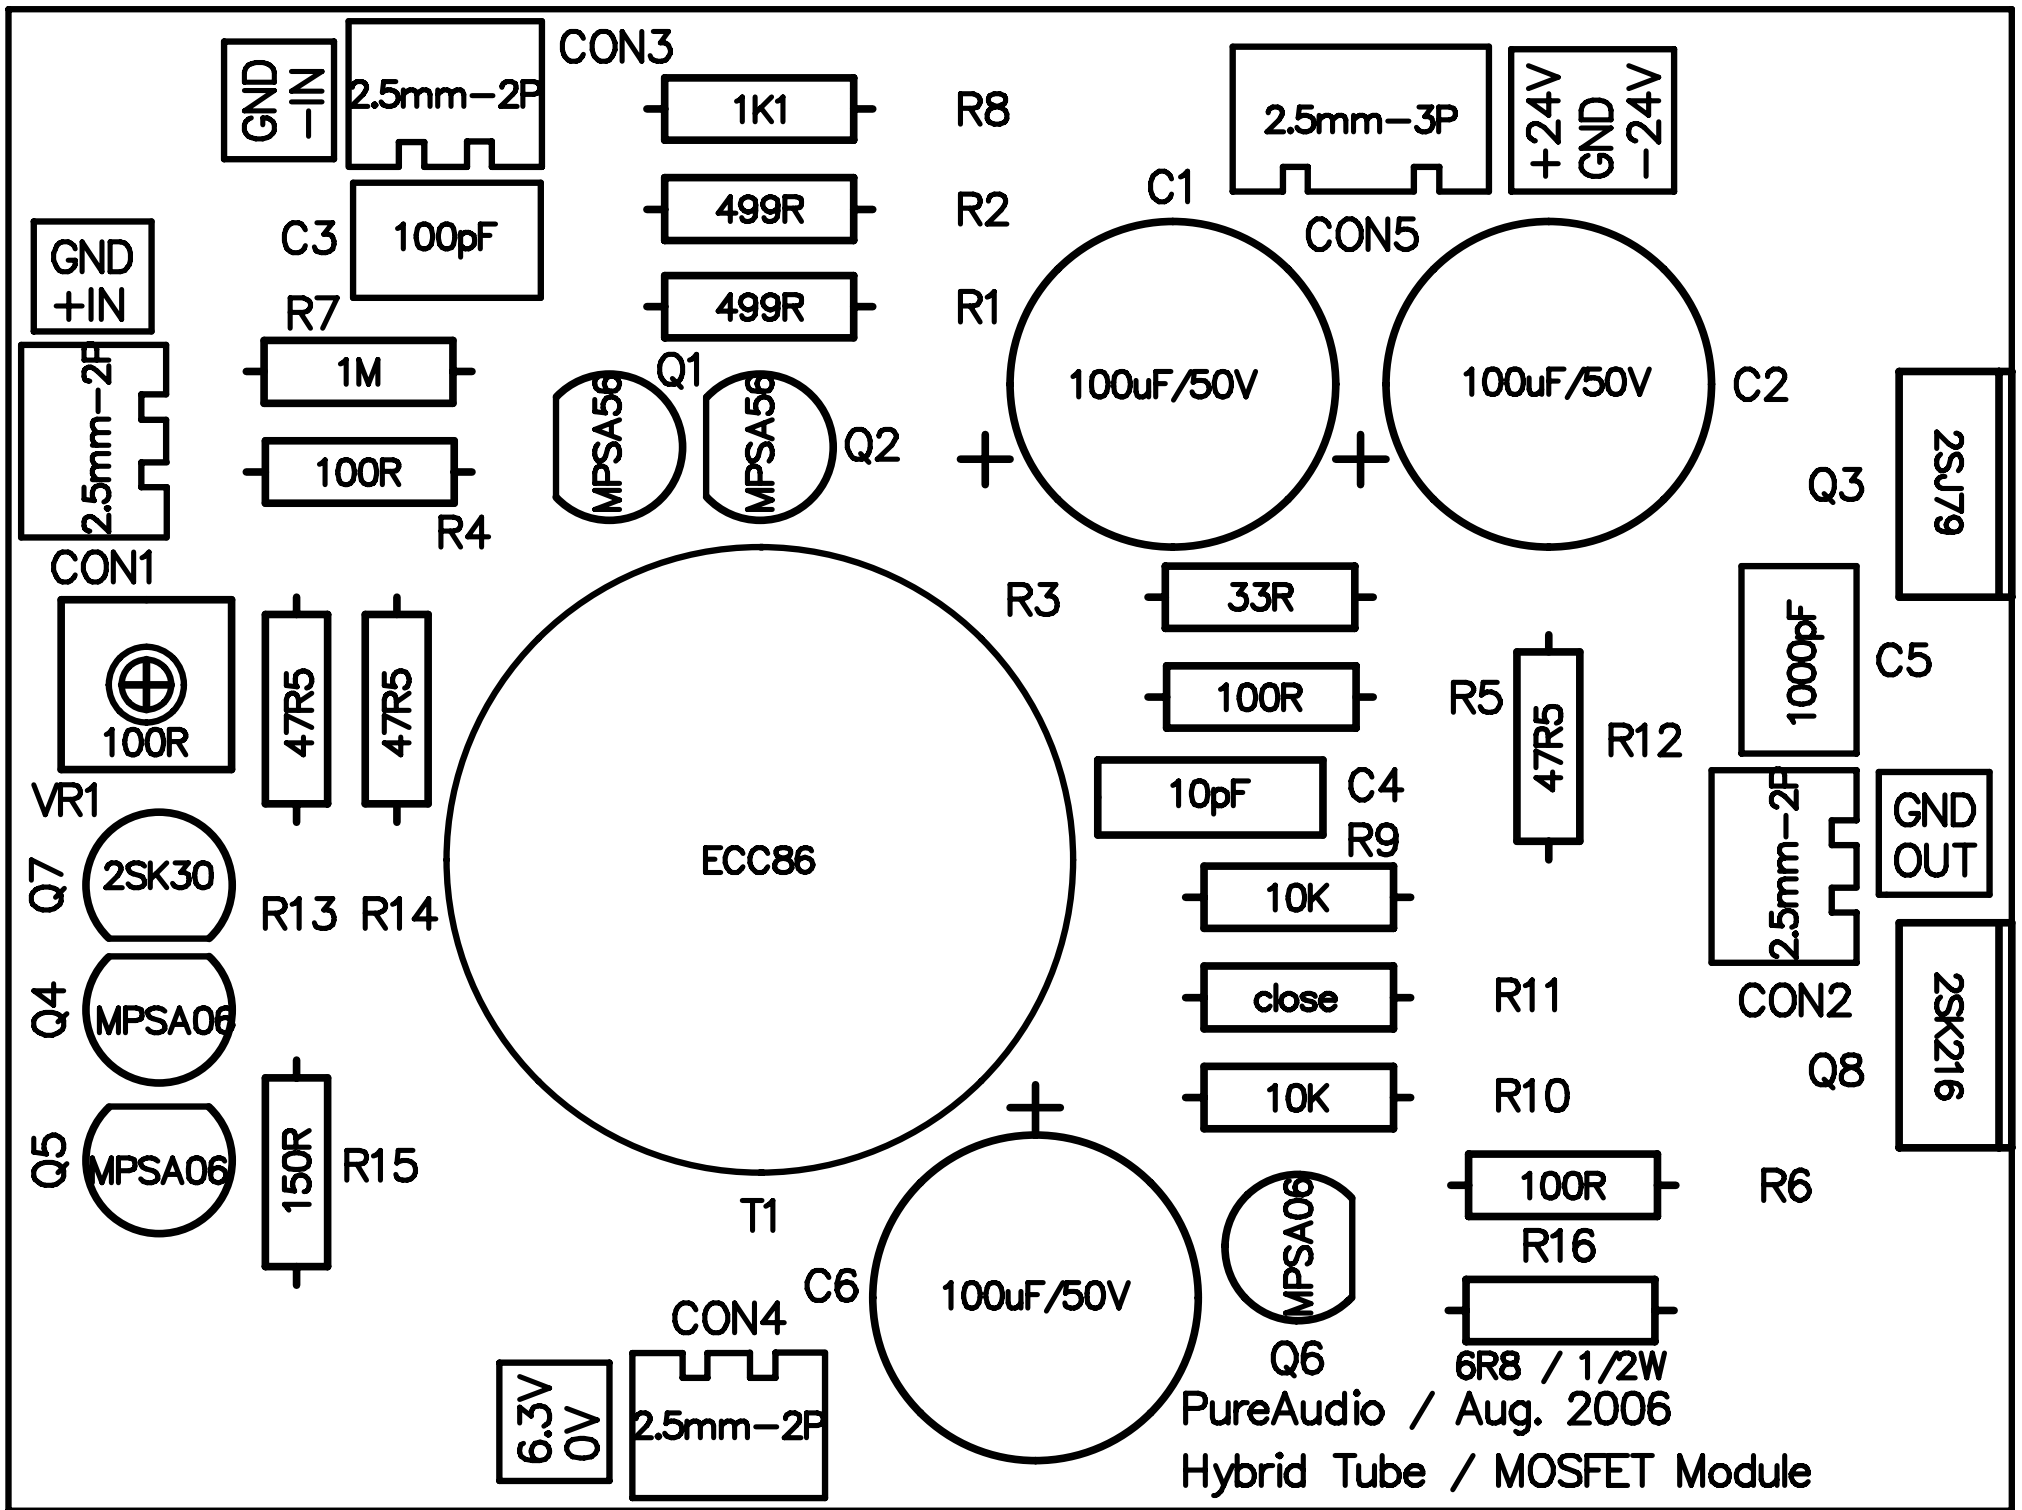 GND
-IN
2.5mm-2P
CON3
1K1
R8
2.5mm-3P
+24V
GND
-24V
C3
100pF
499R
R2
C1
CON5
GND
+IN
R7
499R
R1
2.5mm-2P
1M
Q1
100R
R4
MPSA56
MPSA56
Q2
100uF/50V
100uF/50V
C2
Q3
2SJ79
CON1
R3
33R
100R
VR1
47R5
47R5
100R
R5
47R5
R12
1000pF
C5
10pF
C4
R9
2.5mm-2P
GND
OUT
Q7
2SK30
R13
R14
ECC86
10K
Q4
MPSA06
close
R11
CON2
Q8
2SK216
10K
R10
Q5
MPSA06
150R
R15
T1
MPSA06
100R
R6
R16
C6
100uF/50V
CON4
Q6
6R8 / 1/2W
6.3V
0V
2.5mm-2P
PureAudio / Aug. 2006
Hybrid Tube / MOSFET Module